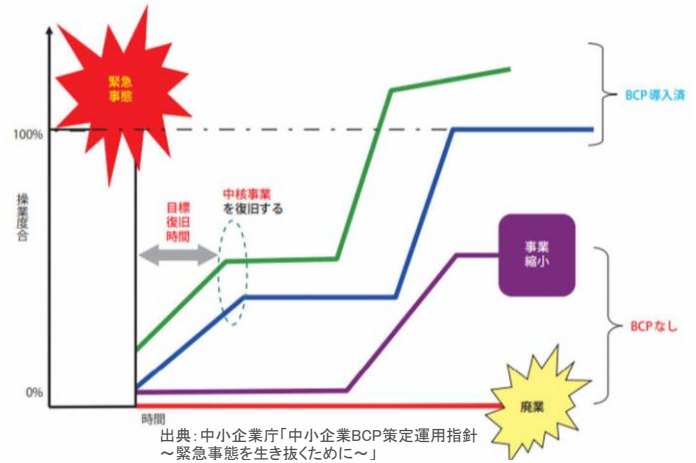 緊急
事態
100%
BCP導入済
操業度合
目標
復旧
時間
中核事業
を復旧する
事業
縮小
BCPなし
0%
廃業
時間
出典：中小企業庁「中小企業BCP策定運用指針
～緊急事態を生き抜くために～」